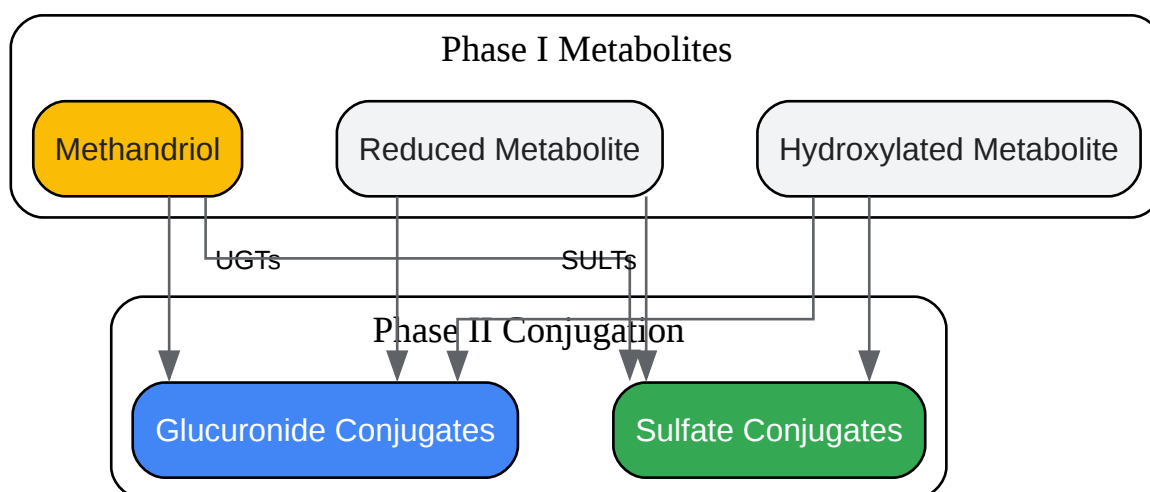 Phase I Metabolites
Methandriol
Reduced Metabolite
Hydroxylated Metabolite
UGTs
SULTs
Phase II Conjugation
Glucuronide Conjugates
Sulfate Conjugates